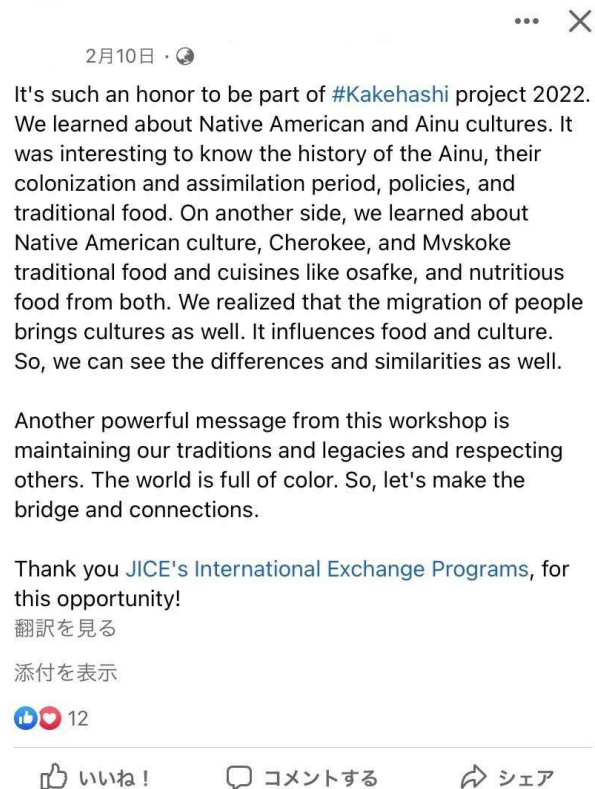 2月10日 ·
It's such an honor to be part of #Kakehashi project 2022.
We learned about Native American and Ainu cultures. It
was interesting to know the history of the Ainu, their
colonization and assimilation period, policies, and
traditional food. On another side, we learned about
Native American culture, Cherokee, and Mvskoke
traditional food and cuisines like osafke, and nutritious
food from both. We realized that the migration of people
brings cultures as well. It influences food and culture.
So, we can see the differences and similarities as well.
Another powerful message from this workshop is
maintaining our traditions and legacies and respecting
others. The world is full of color. So, let's make the
bridge and connections.
Thank you JICE's International Exchange Programs, for
this opportunity!
翻訳を見る
添付を表示
12
いいね！ コメントする シェア